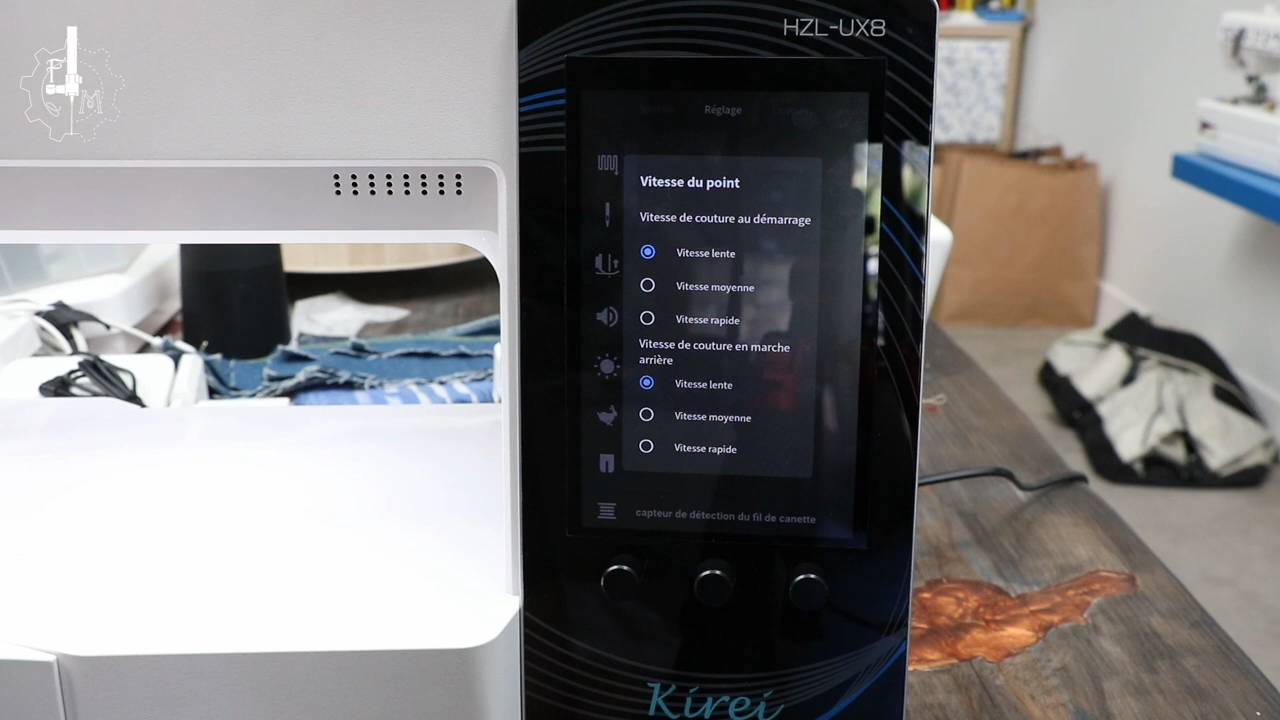 HZL-UX8
F
M
Réglage
Vitesse du point
Vitesse de couture au démarrage
Vitesse lente
Vitesse moyenne
Vitesse rapide
Vitesse de couture en marche
arrière
Vitesse lente
Vitesse moyenne
Vitesse rapide
capteur de détection du fil de canette
Kirei